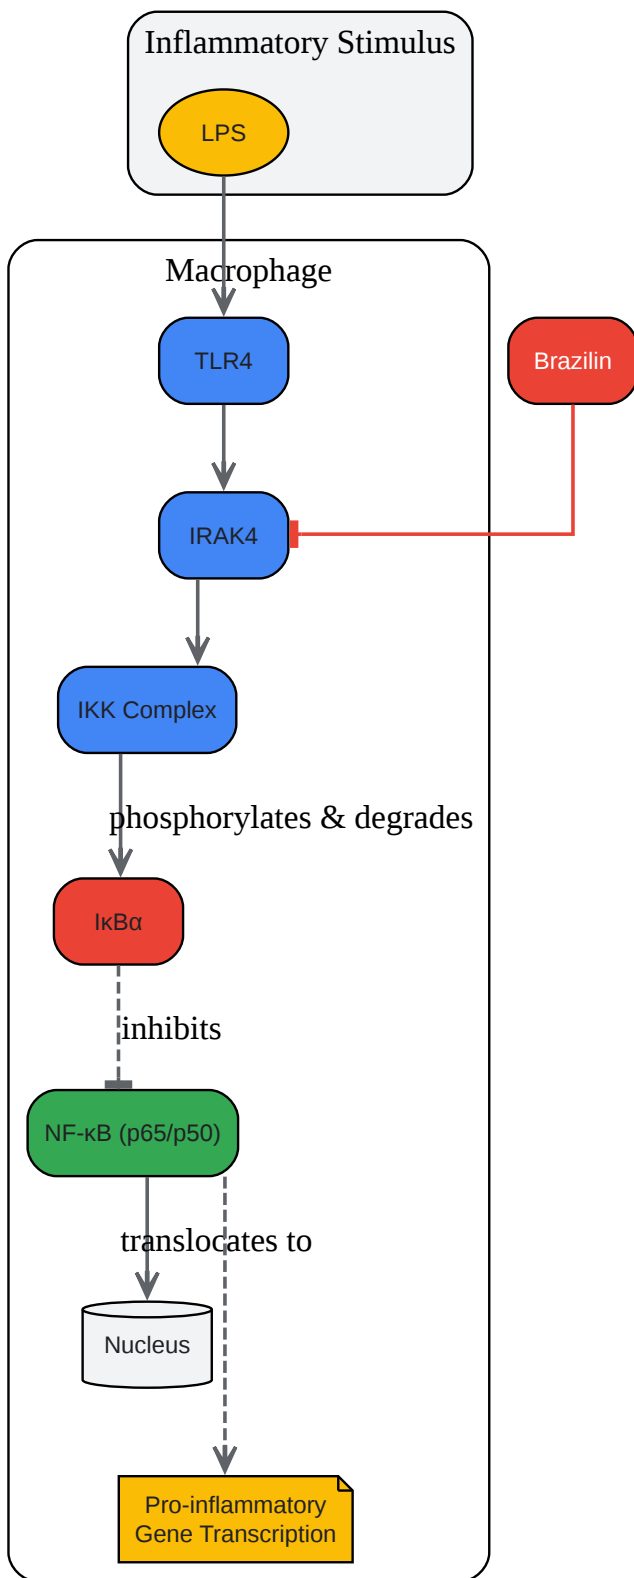 Inflammatory Stimulus
LPS
Macrophage
TLR4
Brazilin
IRAK4
IKK Complex
phosphorylates & degrades
IκBα
inhibits
NF-κB (p65/p50)
translocates to
Nucleus
Pro-inflammatory
Gene Transcription